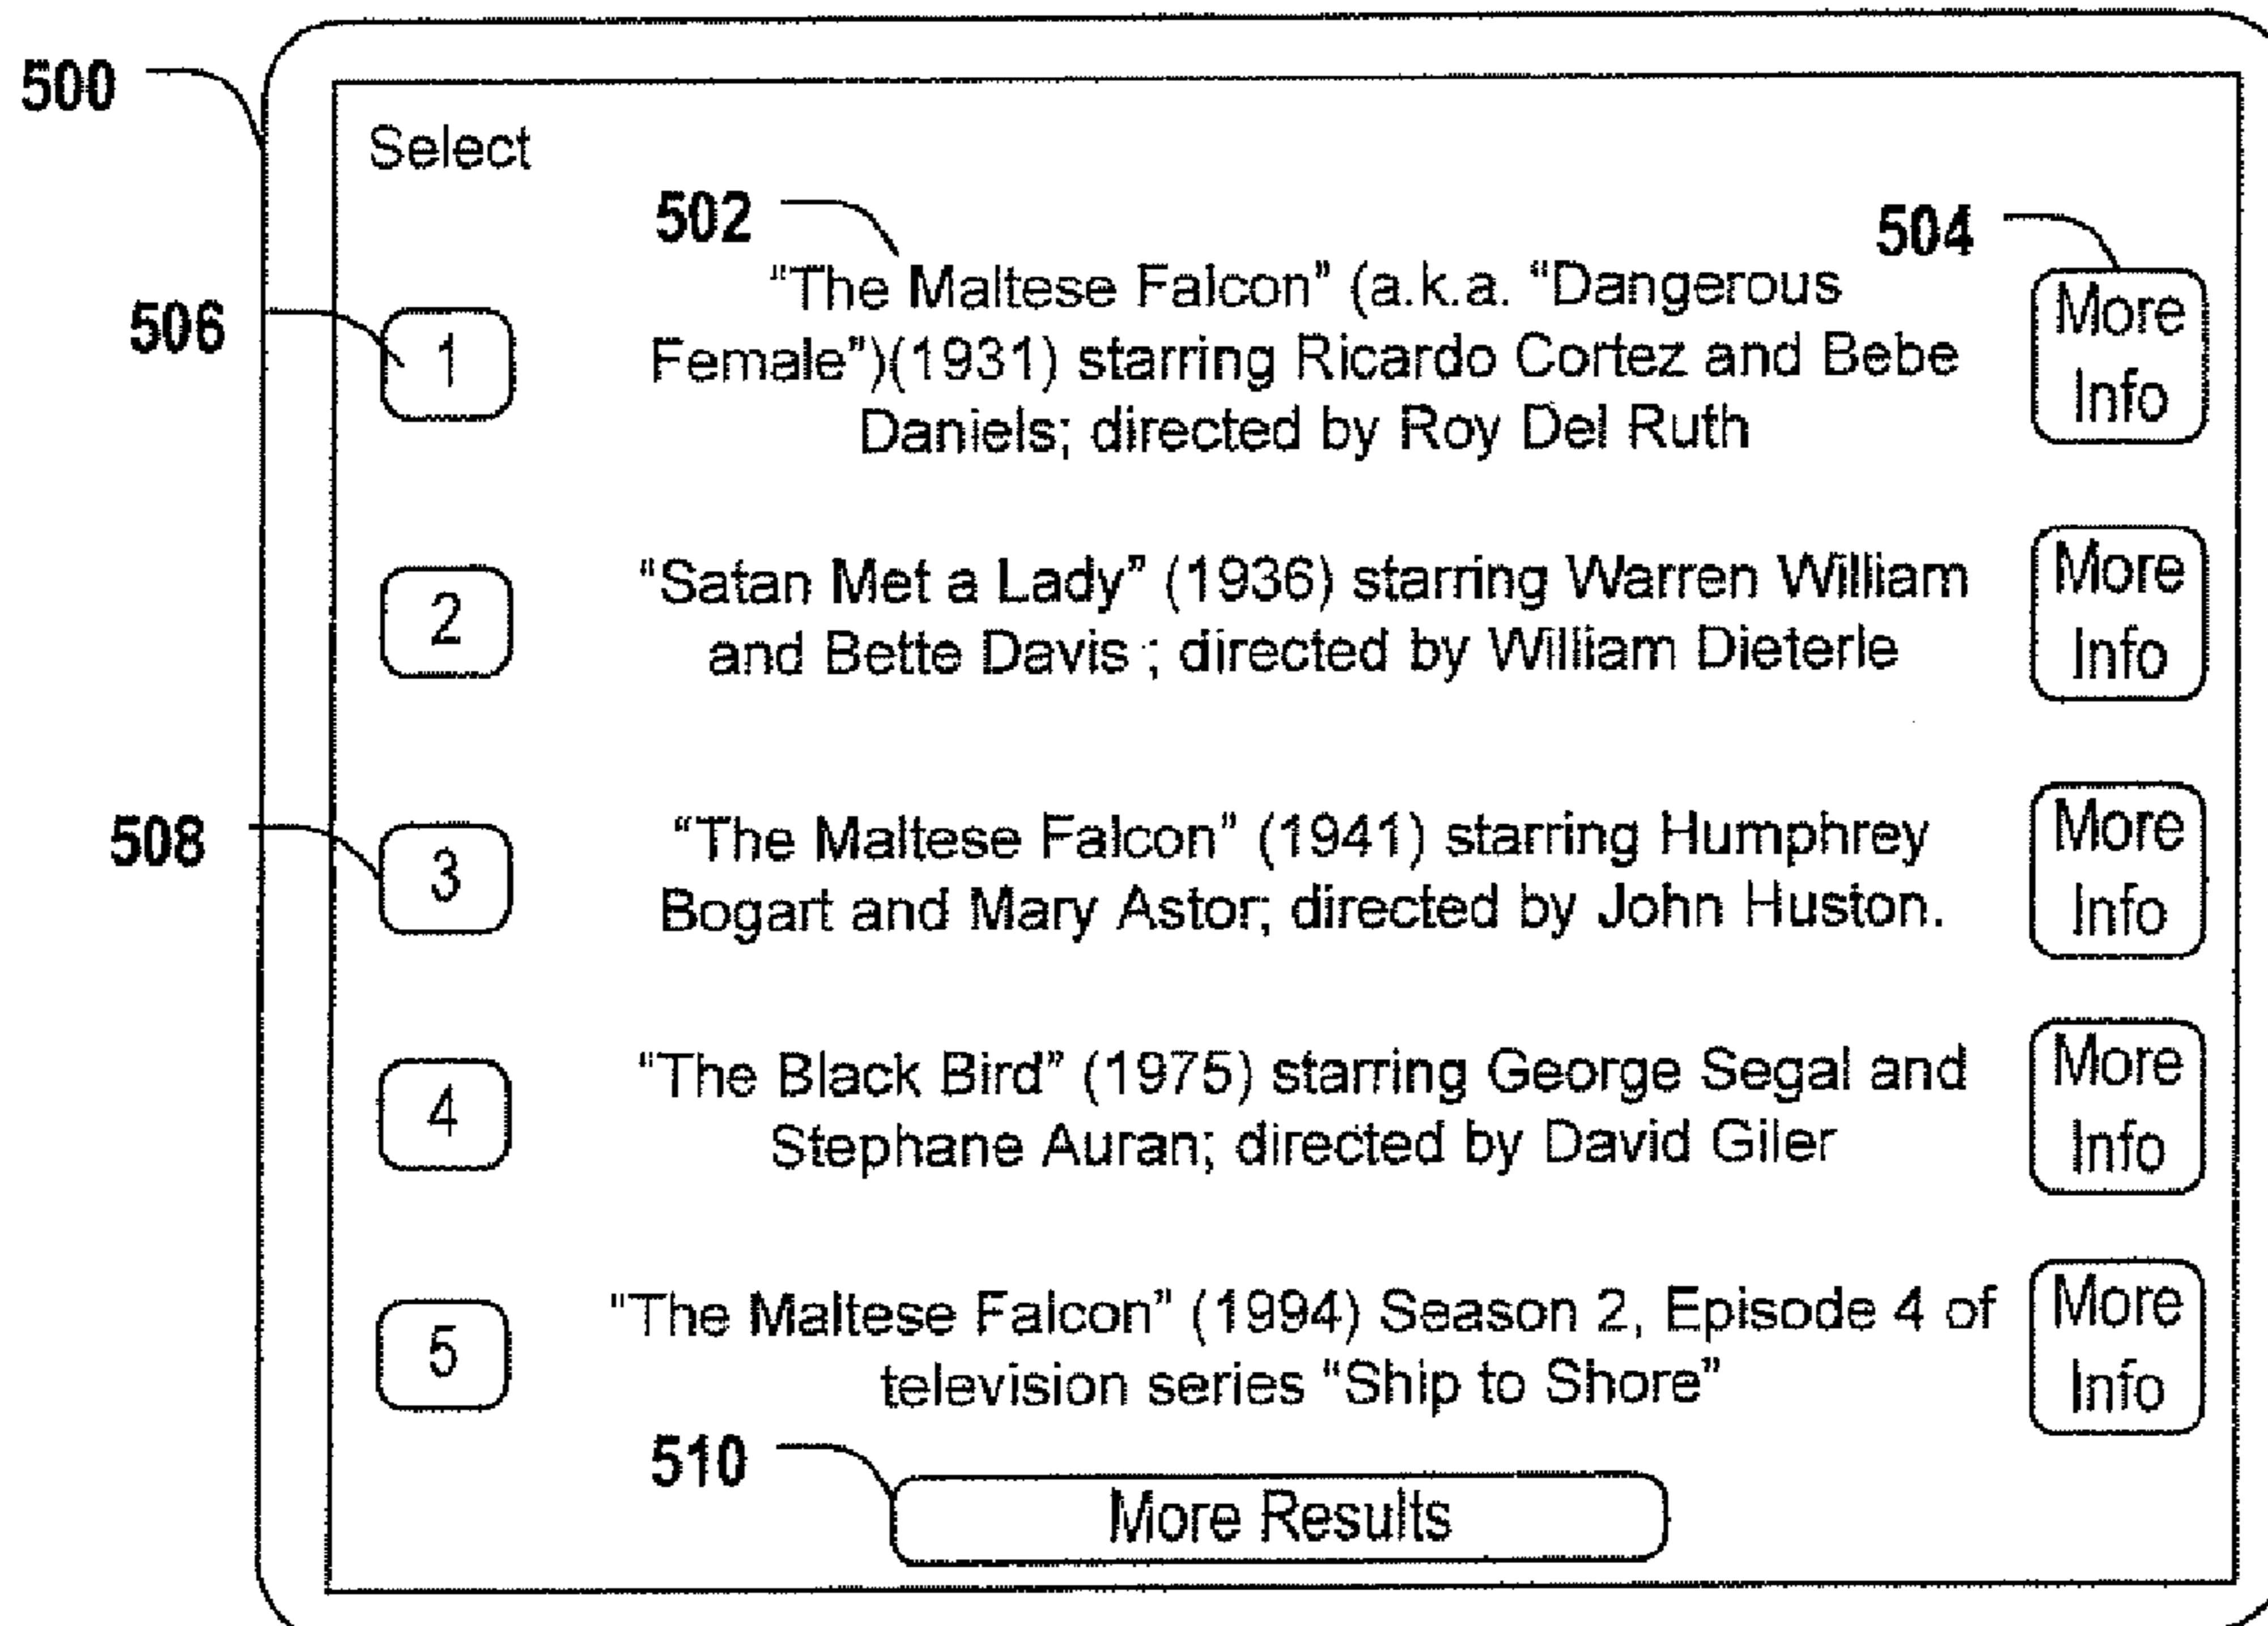 500
Select
502
504
"The Maltese Falcon" (a.k.a. "Dangerous
506
1
Female")(1931) starring Ricardo Cortez and Bebe
Daniels; directed by Roy Del Ruth
More
Info
2
"Satan Met a Lady" (1936) starring Warren William
and Bette Davis ; directed by William Dieterle
More
Info
508
3
"The Maltese Falcon" (1941) starring Humphrey
Bogart and Mary Astor; directed by John Huston.
More
Info
4
"The Black Bird" (1975) starring George Segal and
Stephane Auran; directed by David Giler
More
Info
5
"The Maltese Falcon" (1994) Season 2, Episode 4 of
television series "Ship to Shore"
More
Info
510
More Results